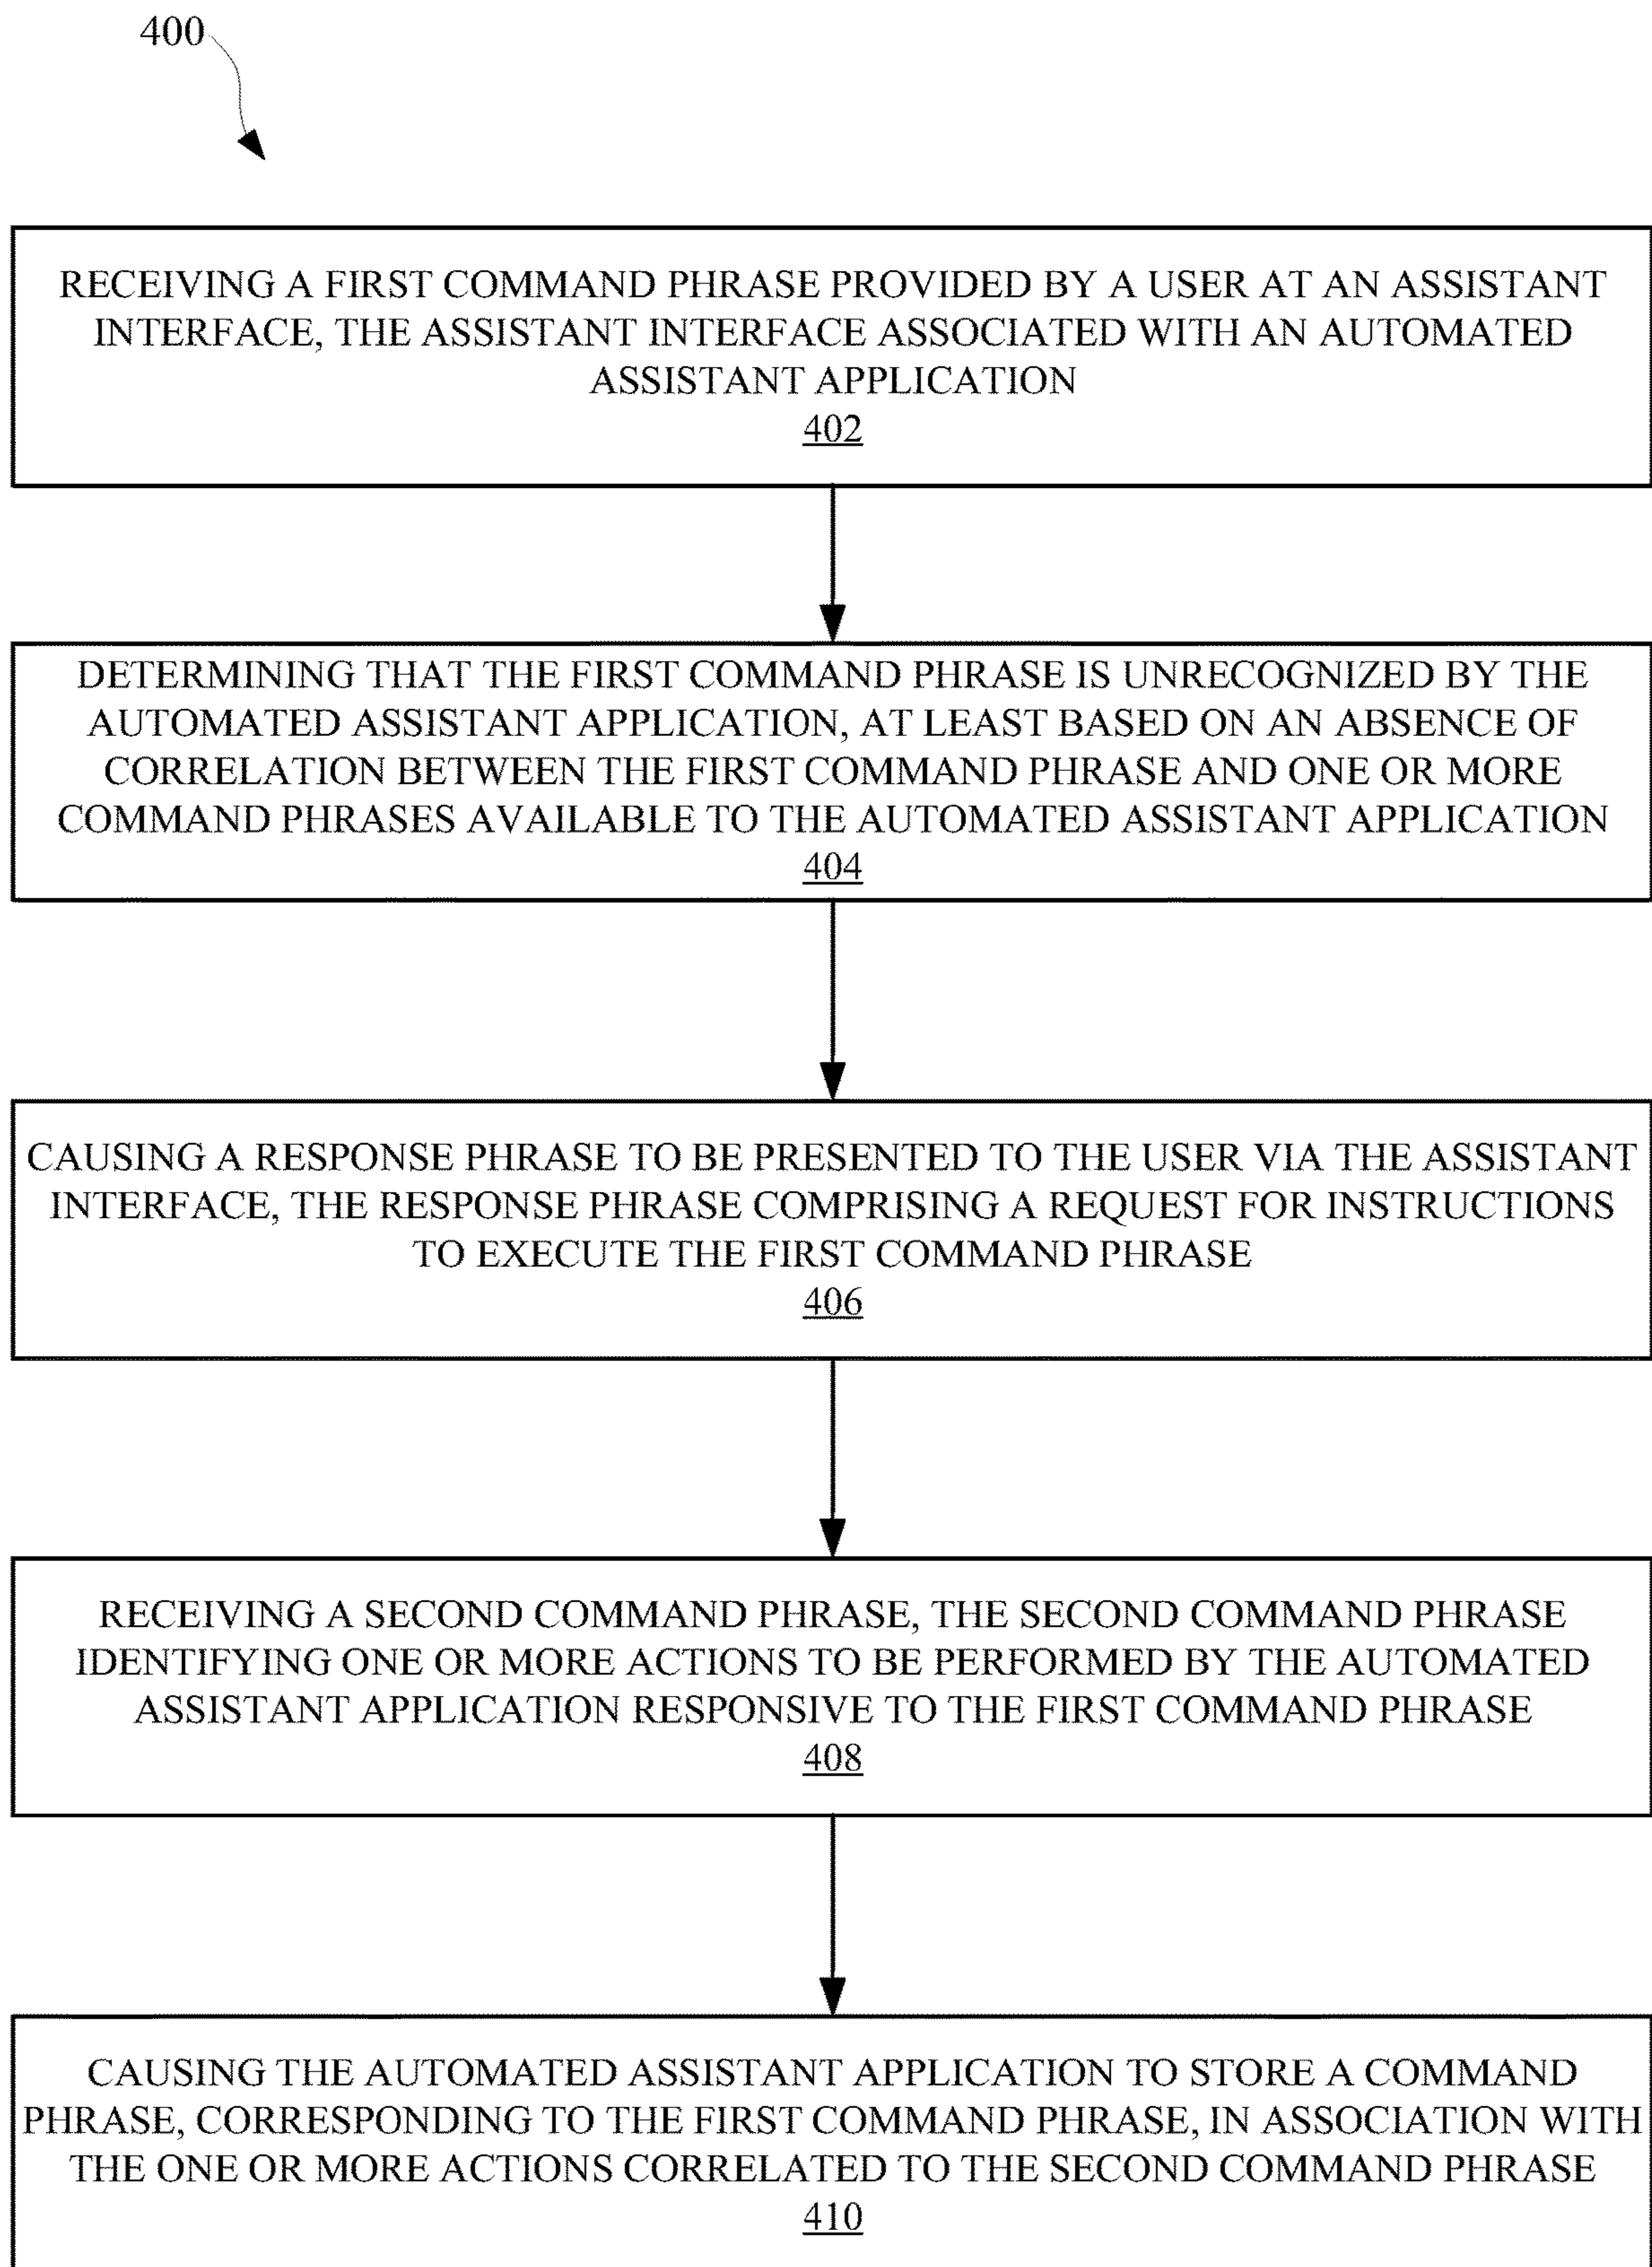 400
RECEIVING A FIRST COMMAND PHRASE PROVIDED BY A USER AT AN ASSISTANT
INTERFACE, THE ASSISTANT INTERFACE ASSOCIATED WITH AN AUTOMATED
ASSISTANT APPLICATION
402
DETERMINING THAT THE FIRST COMMAND PHRASE IS UNRECOGNIZED BY THE
AUTOMATED ASSISTANT APPLICATION, AT LEAST BASED ON AN ABSENCE OF
CORRELATION BETWEEN THE FIRST COMMAND PHRASE AND ONE OR MORE
COMMAND PHRASES AVAILABLE TO THE AUTOMATED ASSISTANT APPLICATION
404
CAUSING A RESPONSE PHRASE TO BE PRESENTED TO THE USER VIA THE ASSISTANT
INTERFACE, THE RESPONSE PHRASE COMPRISING A REQUEST FOR INSTRUCTIONS
TO EXECUTE THE FIRST COMMAND PHRASE
406
RECEIVING A SECOND COMMAND PHRASE, THE SECOND COMMAND PHRASE
IDENTIFYING ONE OR MORE ACTIONS TO BE PERFORMED BY THE AUTOMATED
ASSISTANT APPLICATION RESPONSIVE TO THE FIRST COMMAND PHRASE
408
CAUSING THE AUTOMATED ASSISTANT APPLICATION TO STORE A COMMAND
PHRASE, CORRESPONDING TO THE FIRST COMMAND PHRASE, IN ASSOCIATION WITH
THE ONE OR MORE ACTIONS CORRELATED TO THE SECOND COMMAND PHRASE
410